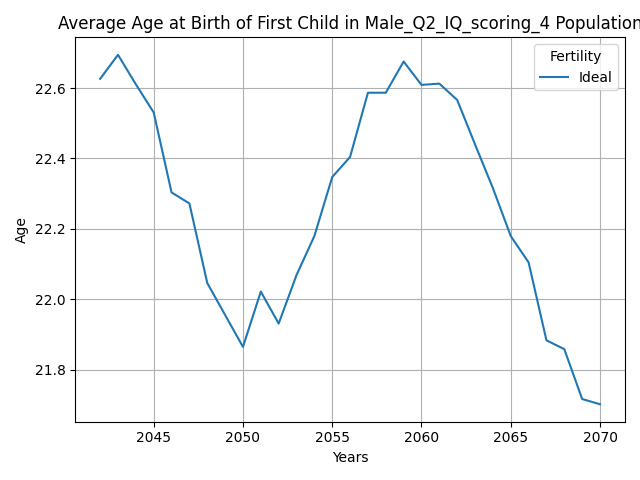 Average Age at Birth of First Child in Male_Q2_IQ_scoring_4 Population
Fertility
Ideal
22.6
22.4
22.2
22.0
21.8
Age
2045 2050 2055 2060 2065 2070
Years